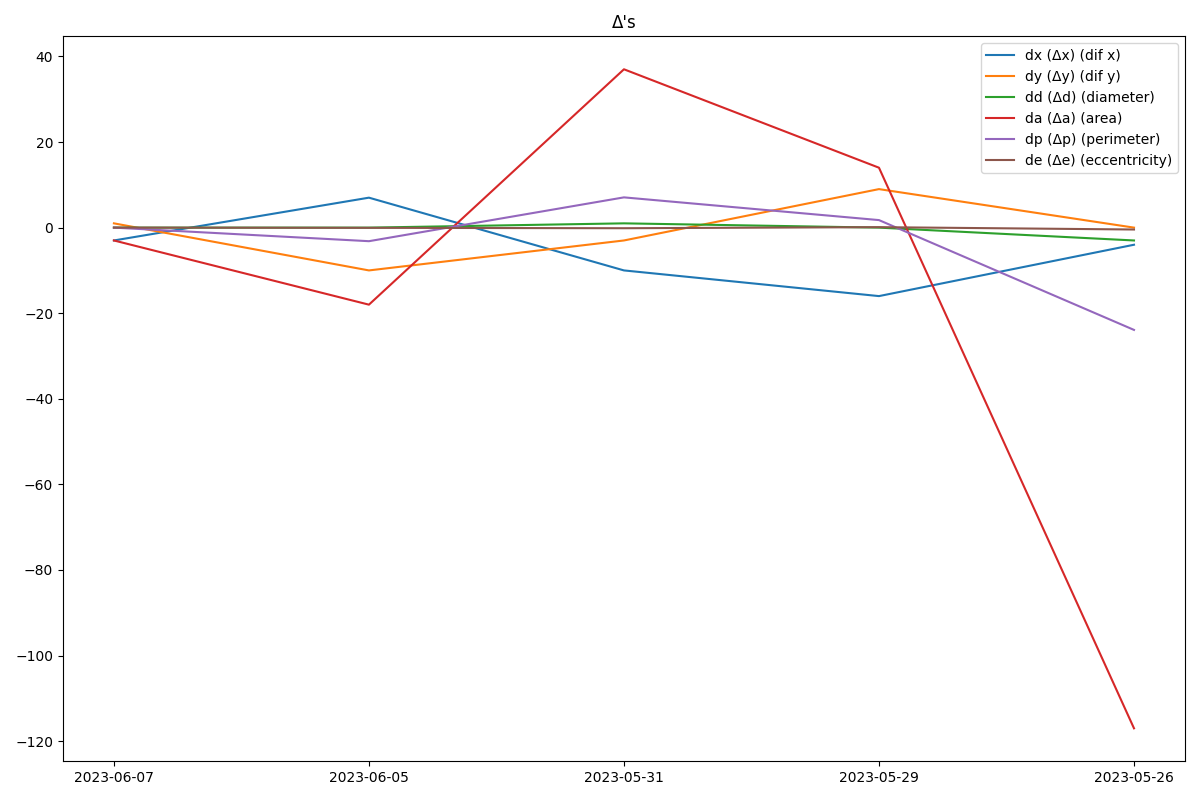 Δ's
dx (Δx) (dif x)
dy (Δy) (dif y)
dd (Δd) (diameter)
da (Δa) (area)
dp (Δp) (perimeter)
de (Δe) (eccentricity)
40
20
0
−20
−40
−60
−80
−100
−120
2023-06-07
2023-06-05
2023-05-31
2023-05-29
2023-05-26